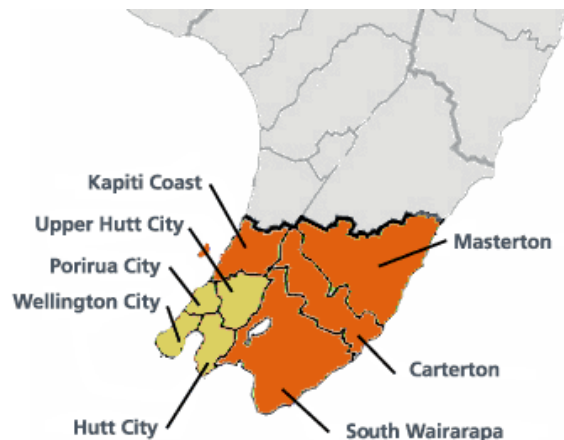 Kapiti Coast
Upper Hutt City
Masterton
Porirua City
Wellington City
Carterton
Hutt City
South Wairarapa